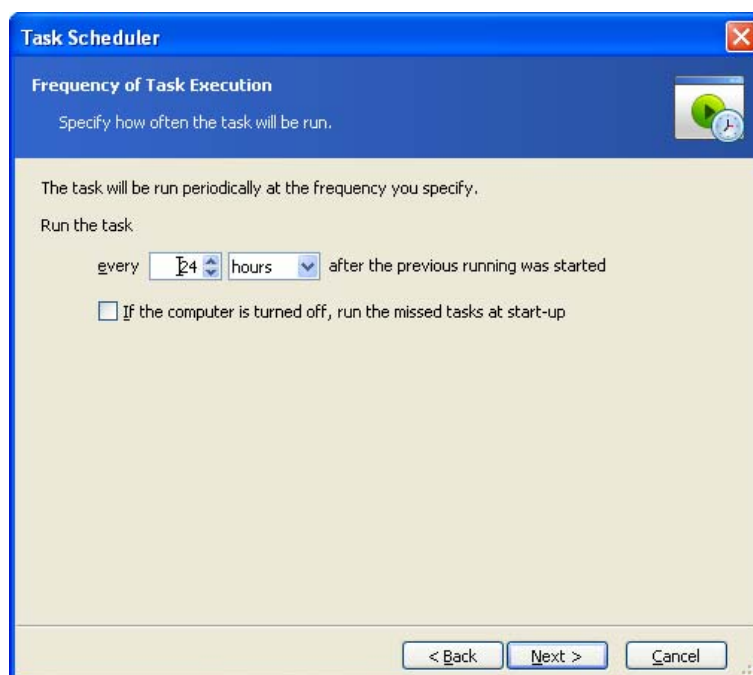 Task Scheduler
Frequency of Task Execution
Specify how often the task will be run.
The task will be run periodically at the frequency you specify.
Run the task
every 24 hours after the previous running was started
If the computer is turned off, run the missed tasks at start-up
< Back Next > Cancel